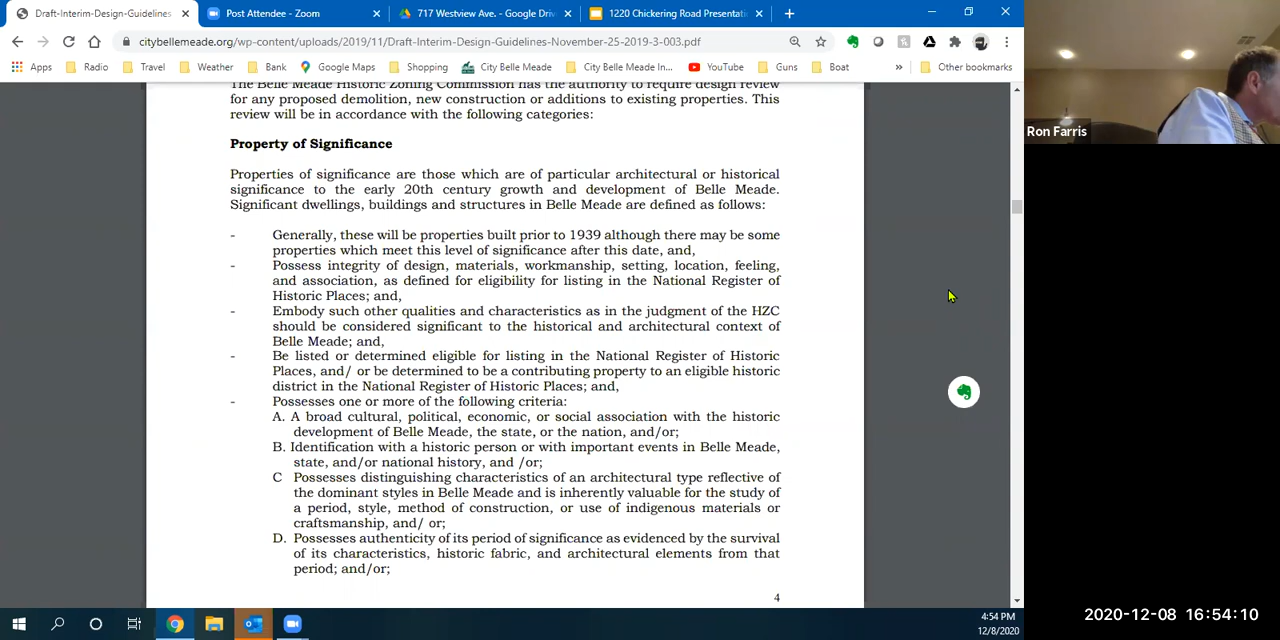 Draft-Interim-Design-Guidelines
Post Attendee - Zoom
717 Westview Ave. - Google Driv
1220 Chickering Road Presentati
citybellemeade.org/wp-content/uploads/2019/11/Draft-Interim-Design-Guidelines-November-25-2019-3-003.pdf
Apps Radio Travel Weather Bank Google Maps Shopping City Belle Meade City Belle Meade In... YouTube Guns Boat » Other bookmarks
The Belle Meade Historic Zoning Commission has the authority to require design review
for any proposed demolition, new construction or additions to existing properties. This
review will be in accordance with the following categories:
Property of Significance
Properties of significance are those which are of particular architectural or historical
significance to the early 20th century growth and development of Belle Meade.
Significant dwellings, buildings and structures in Belle Meade are defined as follows:
- Generally, these will be properties built prior to 1939 although there may be some
properties which meet this level of significance after this date, and,
- Possess integrity of design, materials, workmanship, setting, location, feeling,
and association, as defined for eligibility for listing in the National Register of
Historic Places; and,
- Embody such other qualities and characteristics as in the judgment of the HZC
should be considered significant to the historical and architectural context of
Belle Meade; and,
- Be listed or determined eligible for listing in the National Register of Historic
Places, and/ or be determined to be a contributing property to an eligible historic
district in the National Register of Historic Places; and,
- Possesses one or more of the following criteria:
A. A broad cultural, political, economic, or social association with the historic
development of Belle Meade, the state, or the nation, and/or;
B. Identification with a historic person or with important events in Belle Meade,
state, and/or national history, and /or;
C Possesses distinguishing characteristics of an architectural type reflective of
the dominant styles in Belle Meade and is inherently valuable for the study of
a period, style, method of construction, or use of indigenous materials or
craftsmanship, and/ or;
D. Possesses authenticity of its period of significance as evidenced by the survival
of its characteristics, historic fabric, and architectural elements from that
period; and/or;
4
Ron Farris
4:54 PM
12/8/2020
2020-12-08 16:54:10